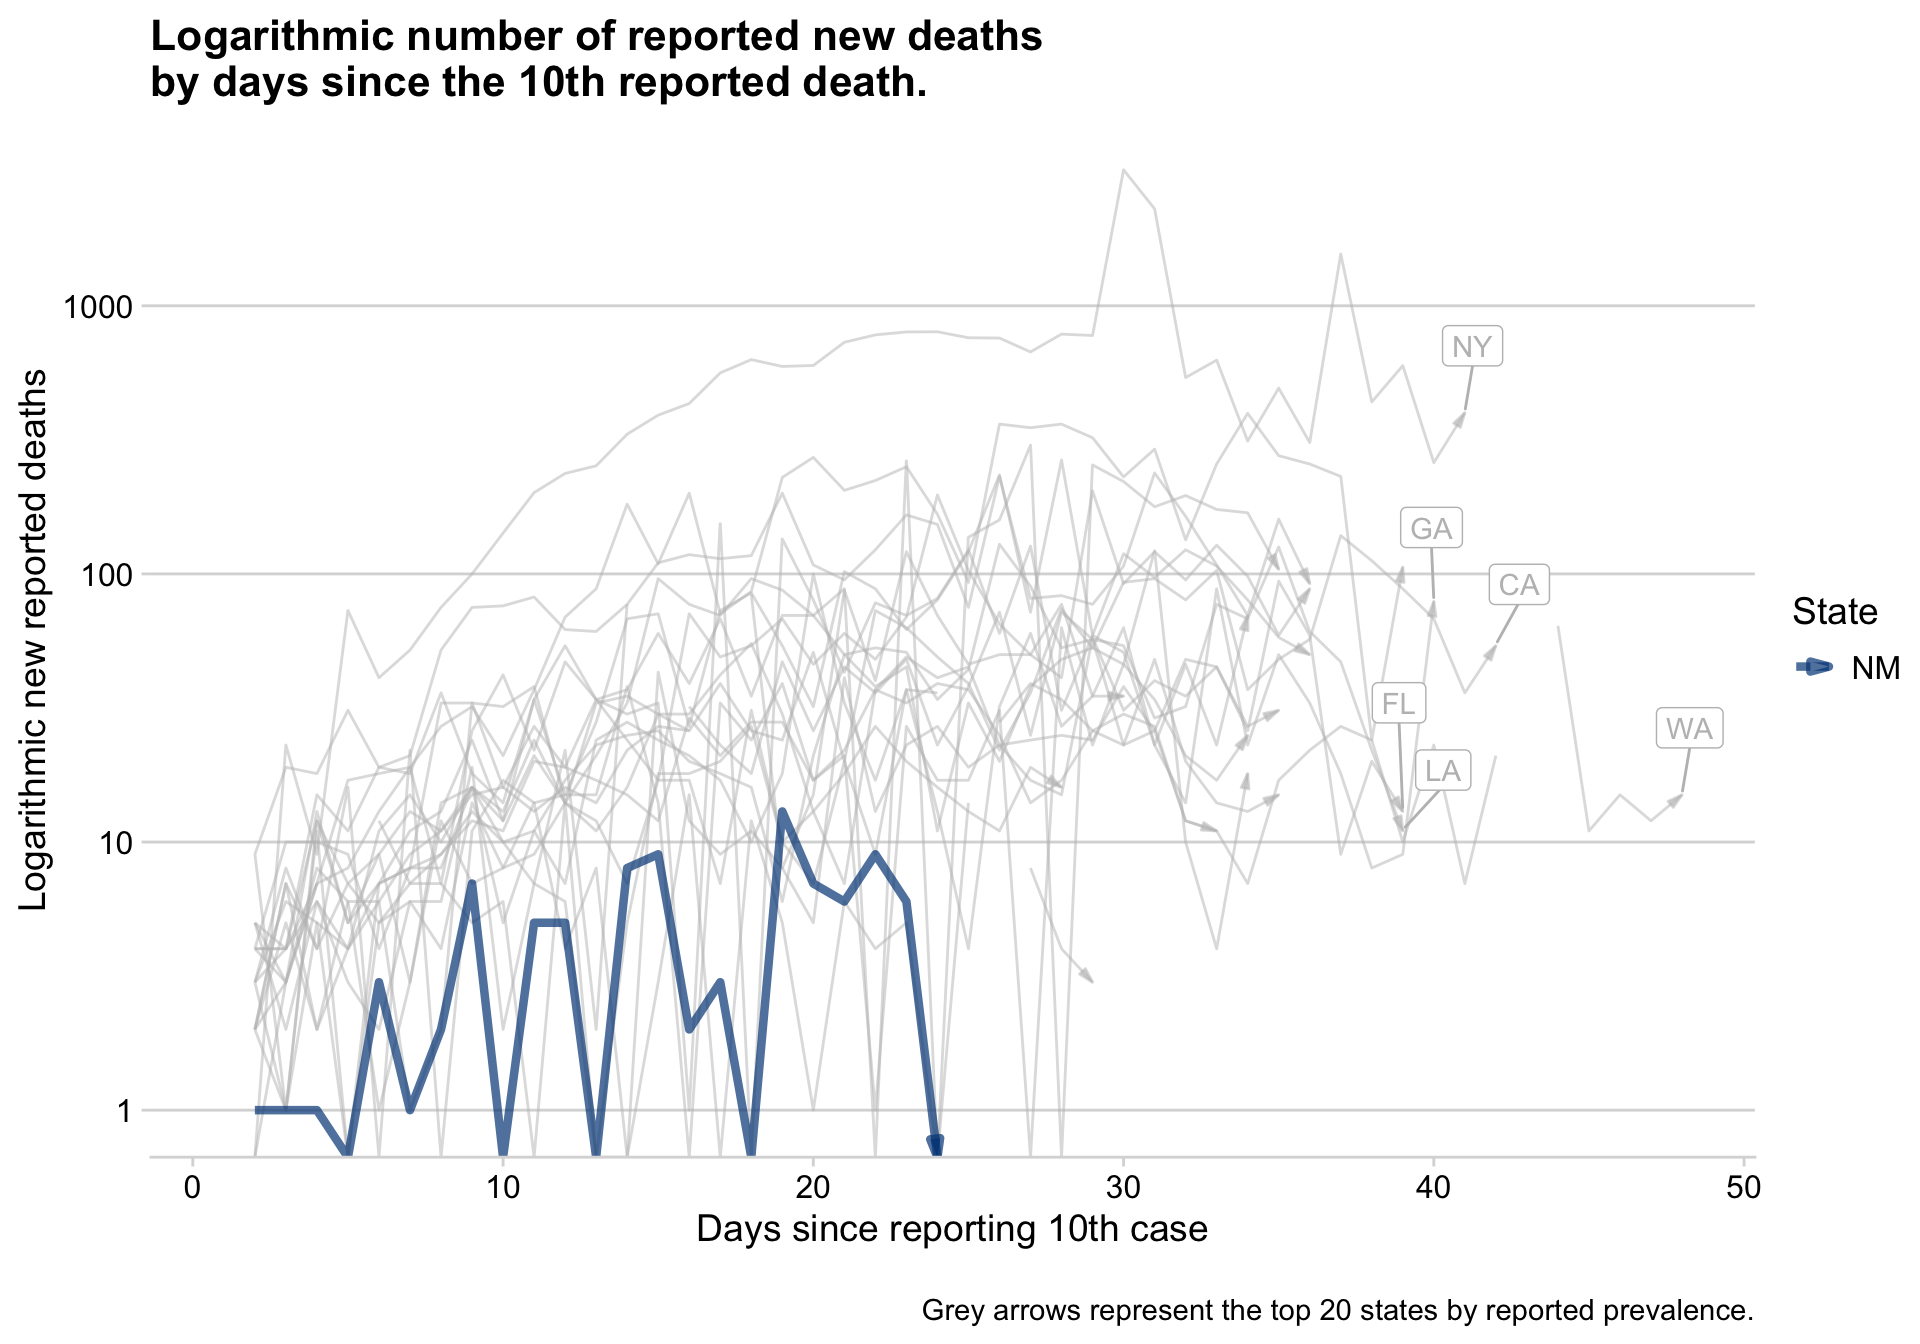 Logarithmic number of reported new deaths
by days since the 10th reported death.
Logarithmic new reported deaths
1000
100
10
1
NY
GA
CA
FL
WA
LA
State
NM
0 10 20 30 40 50
Days since reporting 10th case
Grey arrows represent the top 20 states by reported prevalence.